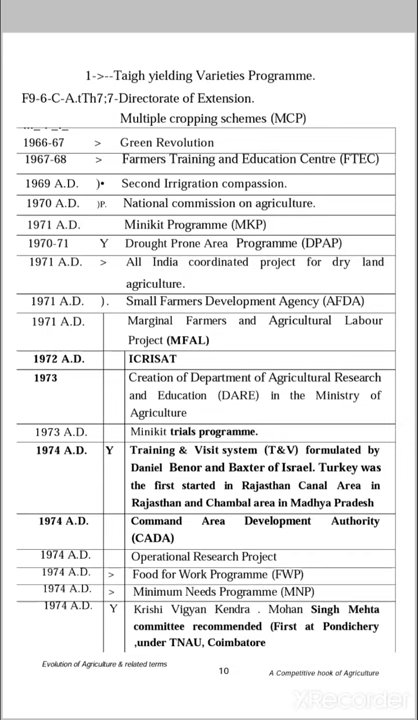 1->--Taigh yielding Varieties Programme.
F9-6-C-A.tTh7;7-Directorate of Extension.
Multiple cropping schemes (MCP)
1966-67 > Green Revolution
1967-68 > Farmers Training and Education Centre (FTEC)
1969 A.D. )• Second Irrigration compassion.
1970 A.D. )P. National commission on agriculture.
1971 A.D. Minikit Programme (MKP)
1970-71 Y Drought Prone Area Programme (DPAP)
1971 A.D. > All India coordinated project for dry land
agriculture.
1971 A.D. ). Small Farmers Development Agency (AFDA)
1971 A.D. Marginal Farmers and Agricultural Labour
Project (MFAL)
1972 A.D. ICRISAT
1973 Creation of Department of Agricultural Research
and Education (DARE) in the Ministry of
Agriculture
1973 A.D. Minikit trials programme.
1974 A.D. Y Training & Visit system (T&V) formulated by
Daniel Benor and Baxter of Israel. Turkey was
the first started in Rajasthan Canal Area in
Rajasthan and Chambal area in Madhya Pradesh
1974 A.D. Command Area Development Authority
(CADA)
1974 A.D. Operational Research Project
1974 A.D. > Food for Work Programme (FWP)
1974 A.D. > Minimum Needs Programme (MNP)
1974 A.D. Y Krishi Vigyan Kendra . Mohan Singh Mehta
committee recommended (First at Pondichery
,under TNAU, Coimbatore
Evolution of Agriculture & related terms
10
A Competitive hook of Agriculture
XRecorder